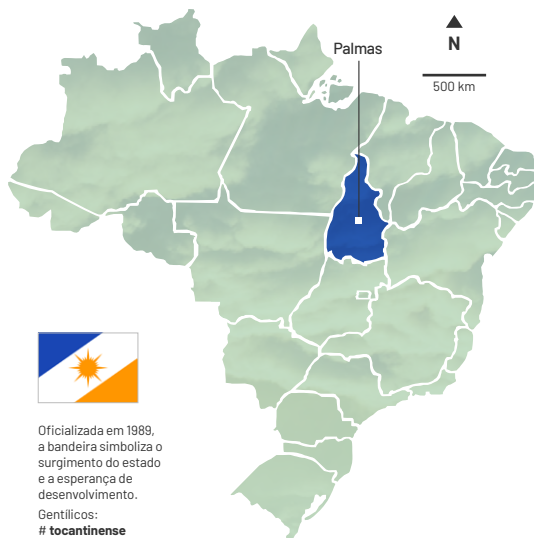 Palmas
N
500 km
Oficializada em 1989,
a bandeira simboliza o
surgimento do estado
e a esperança de
desenvolvimento.
Gentílicos:
# tocantinense